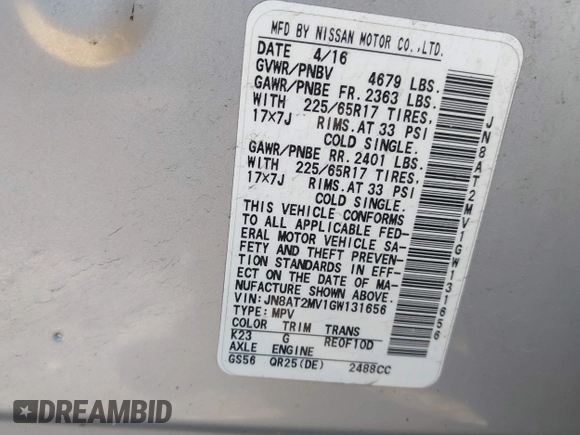 MFD BY NISSAN MOTOR CO.,LTD.
DATE 4/16
GVWR/PNBV 4679 LBS.
GAWR/PNBE FR. 2363 LBS.
WITH 225/65R17 TIRES,
17×7J RIMS.AT 33 PSI
COLD SINGLE.
GAWR/PNBE RR. 2401 LBS.
WITH 225/65R17 TIRES,
17×7J RIMS.AT 33 PSI
COLD SINGLE.
THIS VEHICLE CONFORMS
TO ALL APPLICABLE FED-
ERAL MOTOR VEHICLE SA-
FETY AND THEFT PREVEN-
TION STANDARDS IN EFF-
ECT ON THE DATE OF MA-
NUFACTURE SHOWN ABOVE.
VIN:JN8AT2MV1GW131656
TYPE: MPV
COLOR TRIM TRANS
K23 G RE0F10D
AXLE ENGINE
GS56 QR25(DE) 2488CC
JN8AT2MV1GW131656
DREAMBID